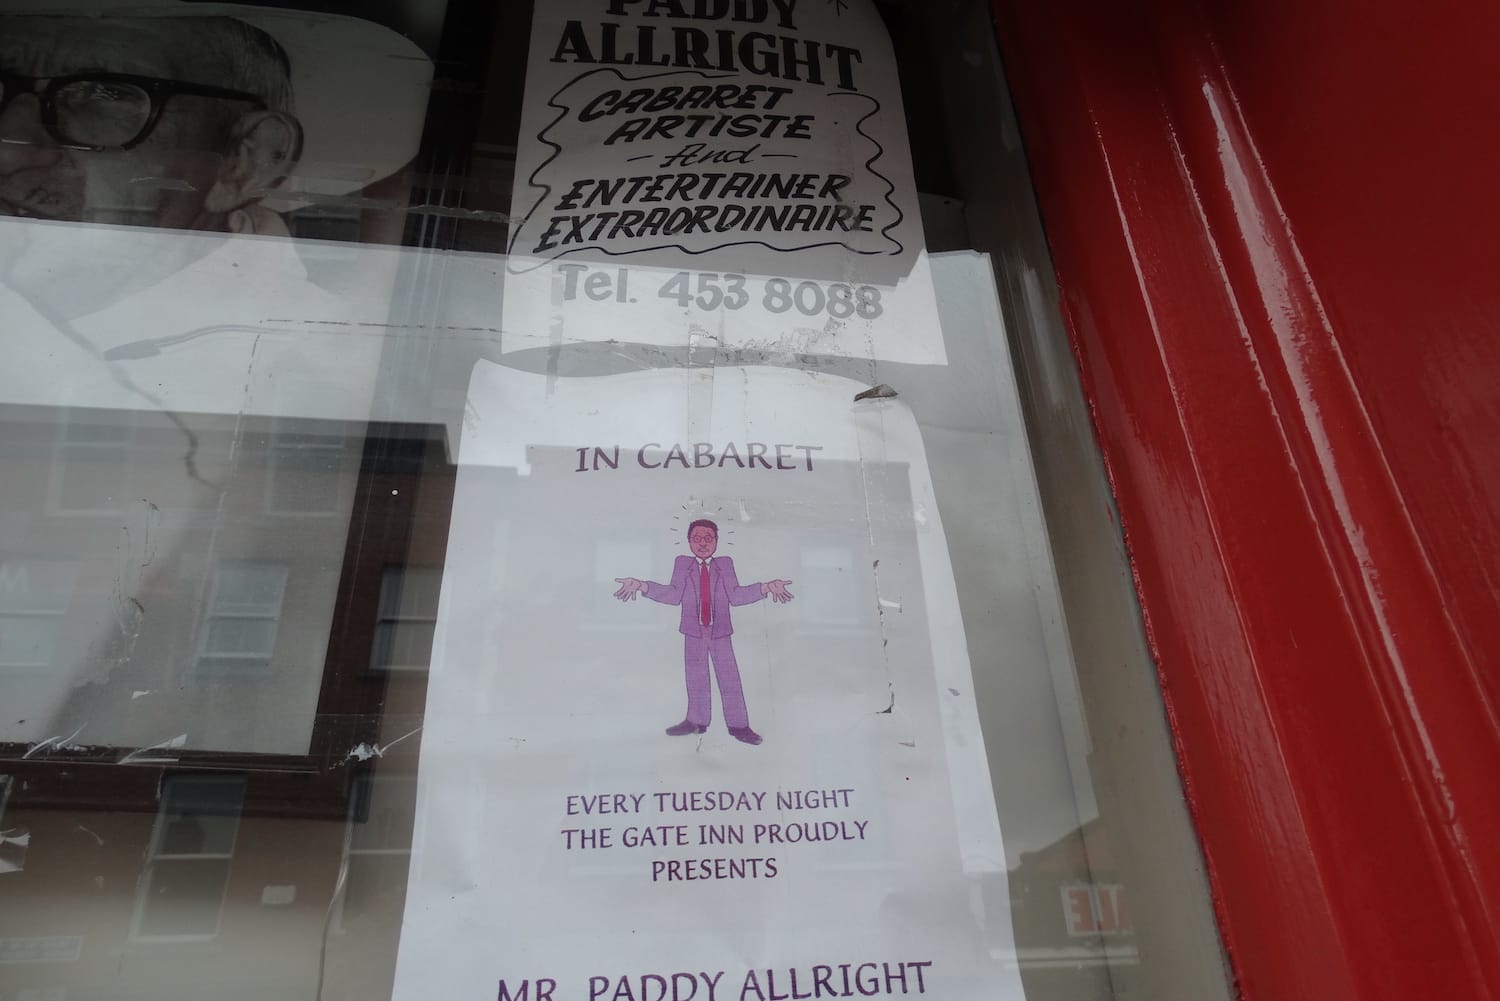 PADDY
ALLRIGHT
CABARET
ARTISTE
- And -
ENTERTAINER
EXTRAORDINAIRE
Tel. 453 8088
IN CABARET
EVERY TUESDAY NIGHT
THE GATE INN PROUDLY
PRESENTS
MR. PADDY ALLRIGHT